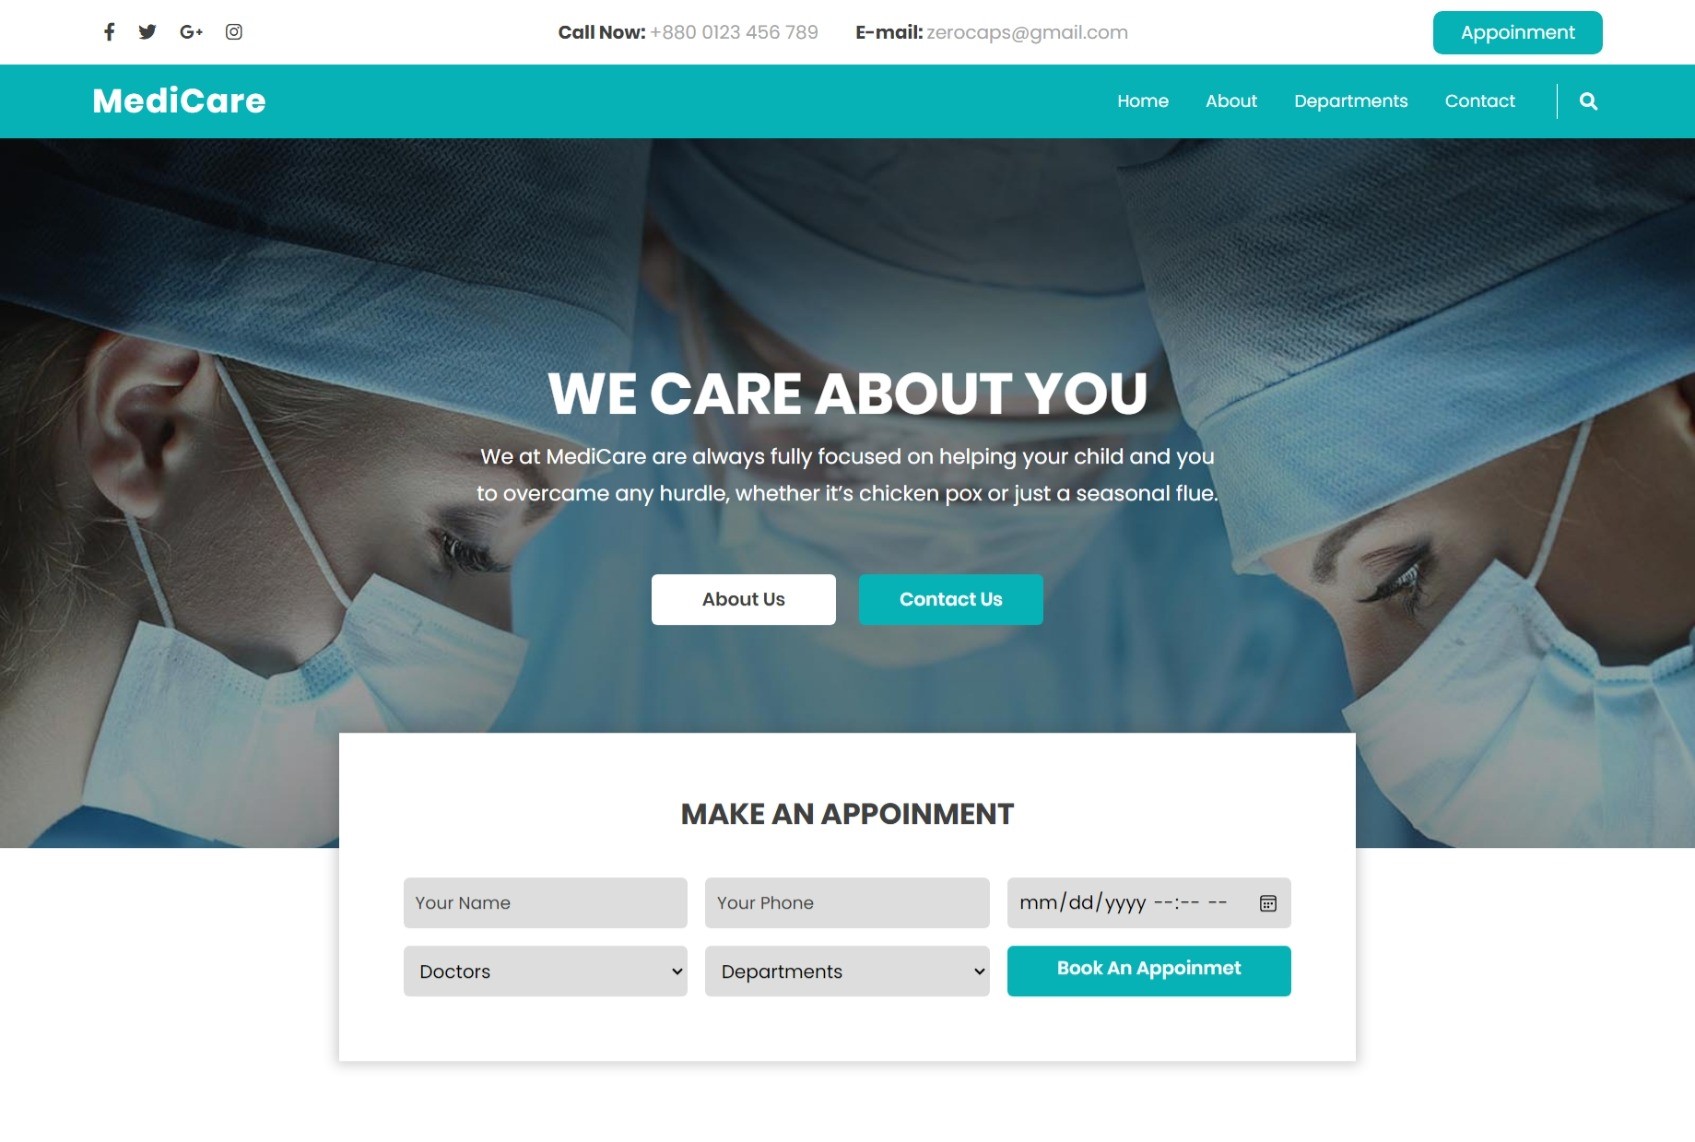 Call Now: +880 0123 456 789 E-mail: zerocaps@gmail.com Appoinment
MediCare Home About Departments Contact
WE CARE ABOUT YOU
We at MediCare are always fully focused on helping your child and you
to overcame any hurdle, whether it’s chicken pox or just a seasonal flue.
About Us Contact Us
MAKE AN APPOINMENT
Your Name Your Phone mm/dd/yyyy --:-- --
Doctors Departments Book An Appoinmet